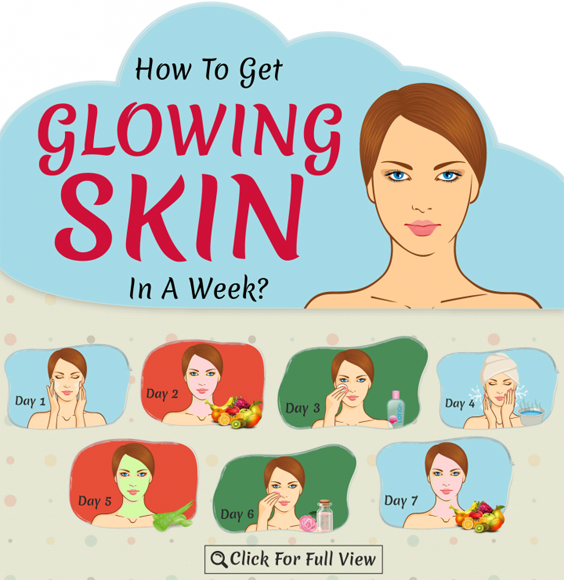 How To Get
GLOWING
SKIN
In A Week?
Day 1
Day 2
Day 3
Day 4
Day 5
Day 6
Day 7
Click For Full View